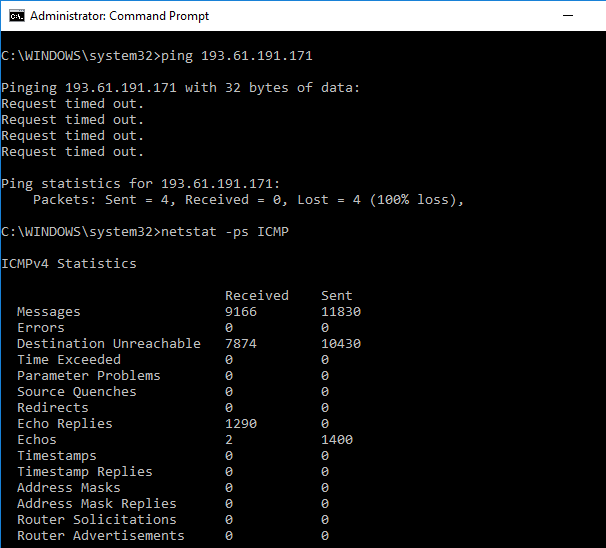 Administrator: Command Prompt
C:\WINDOWS\system32>ping 193.61.191.171
Pinging 193.61.191.171 with 32 bytes of data:
Request timed out.
Request timed out.
Request timed out.
Request timed out.
Ping statistics for 193.61.191.171:
    Packets: Sent = 4, Received = 0, Lost = 4 (100% loss),
C:\WINDOWS\system32>netstat -ps ICMP
ICMPv4 Statistics
                            Received    Sent
  Messages                  9166        11830
  Errors                    0           0
  Destination Unreachable   7874        10430
  Time Exceeded             0           0
  Parameter Problems        0           0
  Source Quenches           0           0
  Redirects                 0           0
  Echo Replies              1290        0
  Echos                     2           1400
  Timestamps                0           0
  Timestamp Replies         0           0
  Address Masks             0           0
  Address Mask Replies      0           0
  Router Solicitations      0           0
  Router Advertisements     0           0